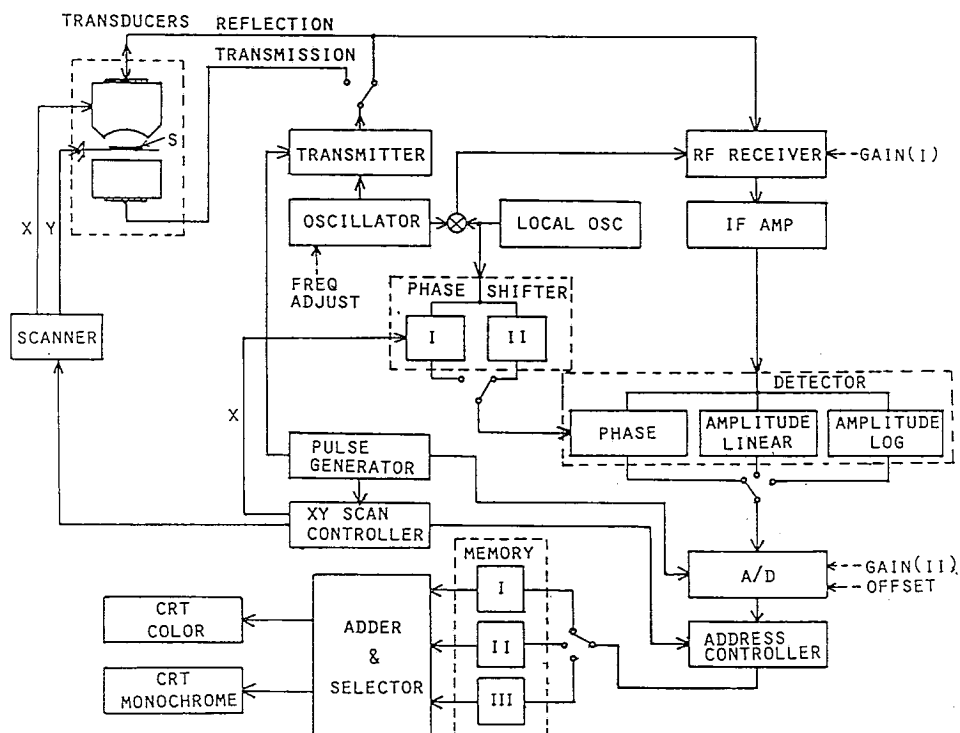 TRANSDUCERS REFLECTION
TRANSMISSION
S
TRANSMITTER
RF RECEIVER
GAIN(I)
X Y
OSCILLATOR
LOCAL OSC
IF AMP
FREQ
ADJUST
PHASE SHIFTER
I
II
SCANNER
X
DETECTOR
PHASE
AMPLITUDE
LINEAR
AMPLITUDE
LOG
PULSE
GENERATOR
XY SCAN
CONTROLLER
MEMORY
A/D
GAIN(II)
OFFSET
I
CRT
COLOR
ADDER
&
SELECTOR
II
ADDRESS
CONTROLLER
CRT
MONOCHROME
III